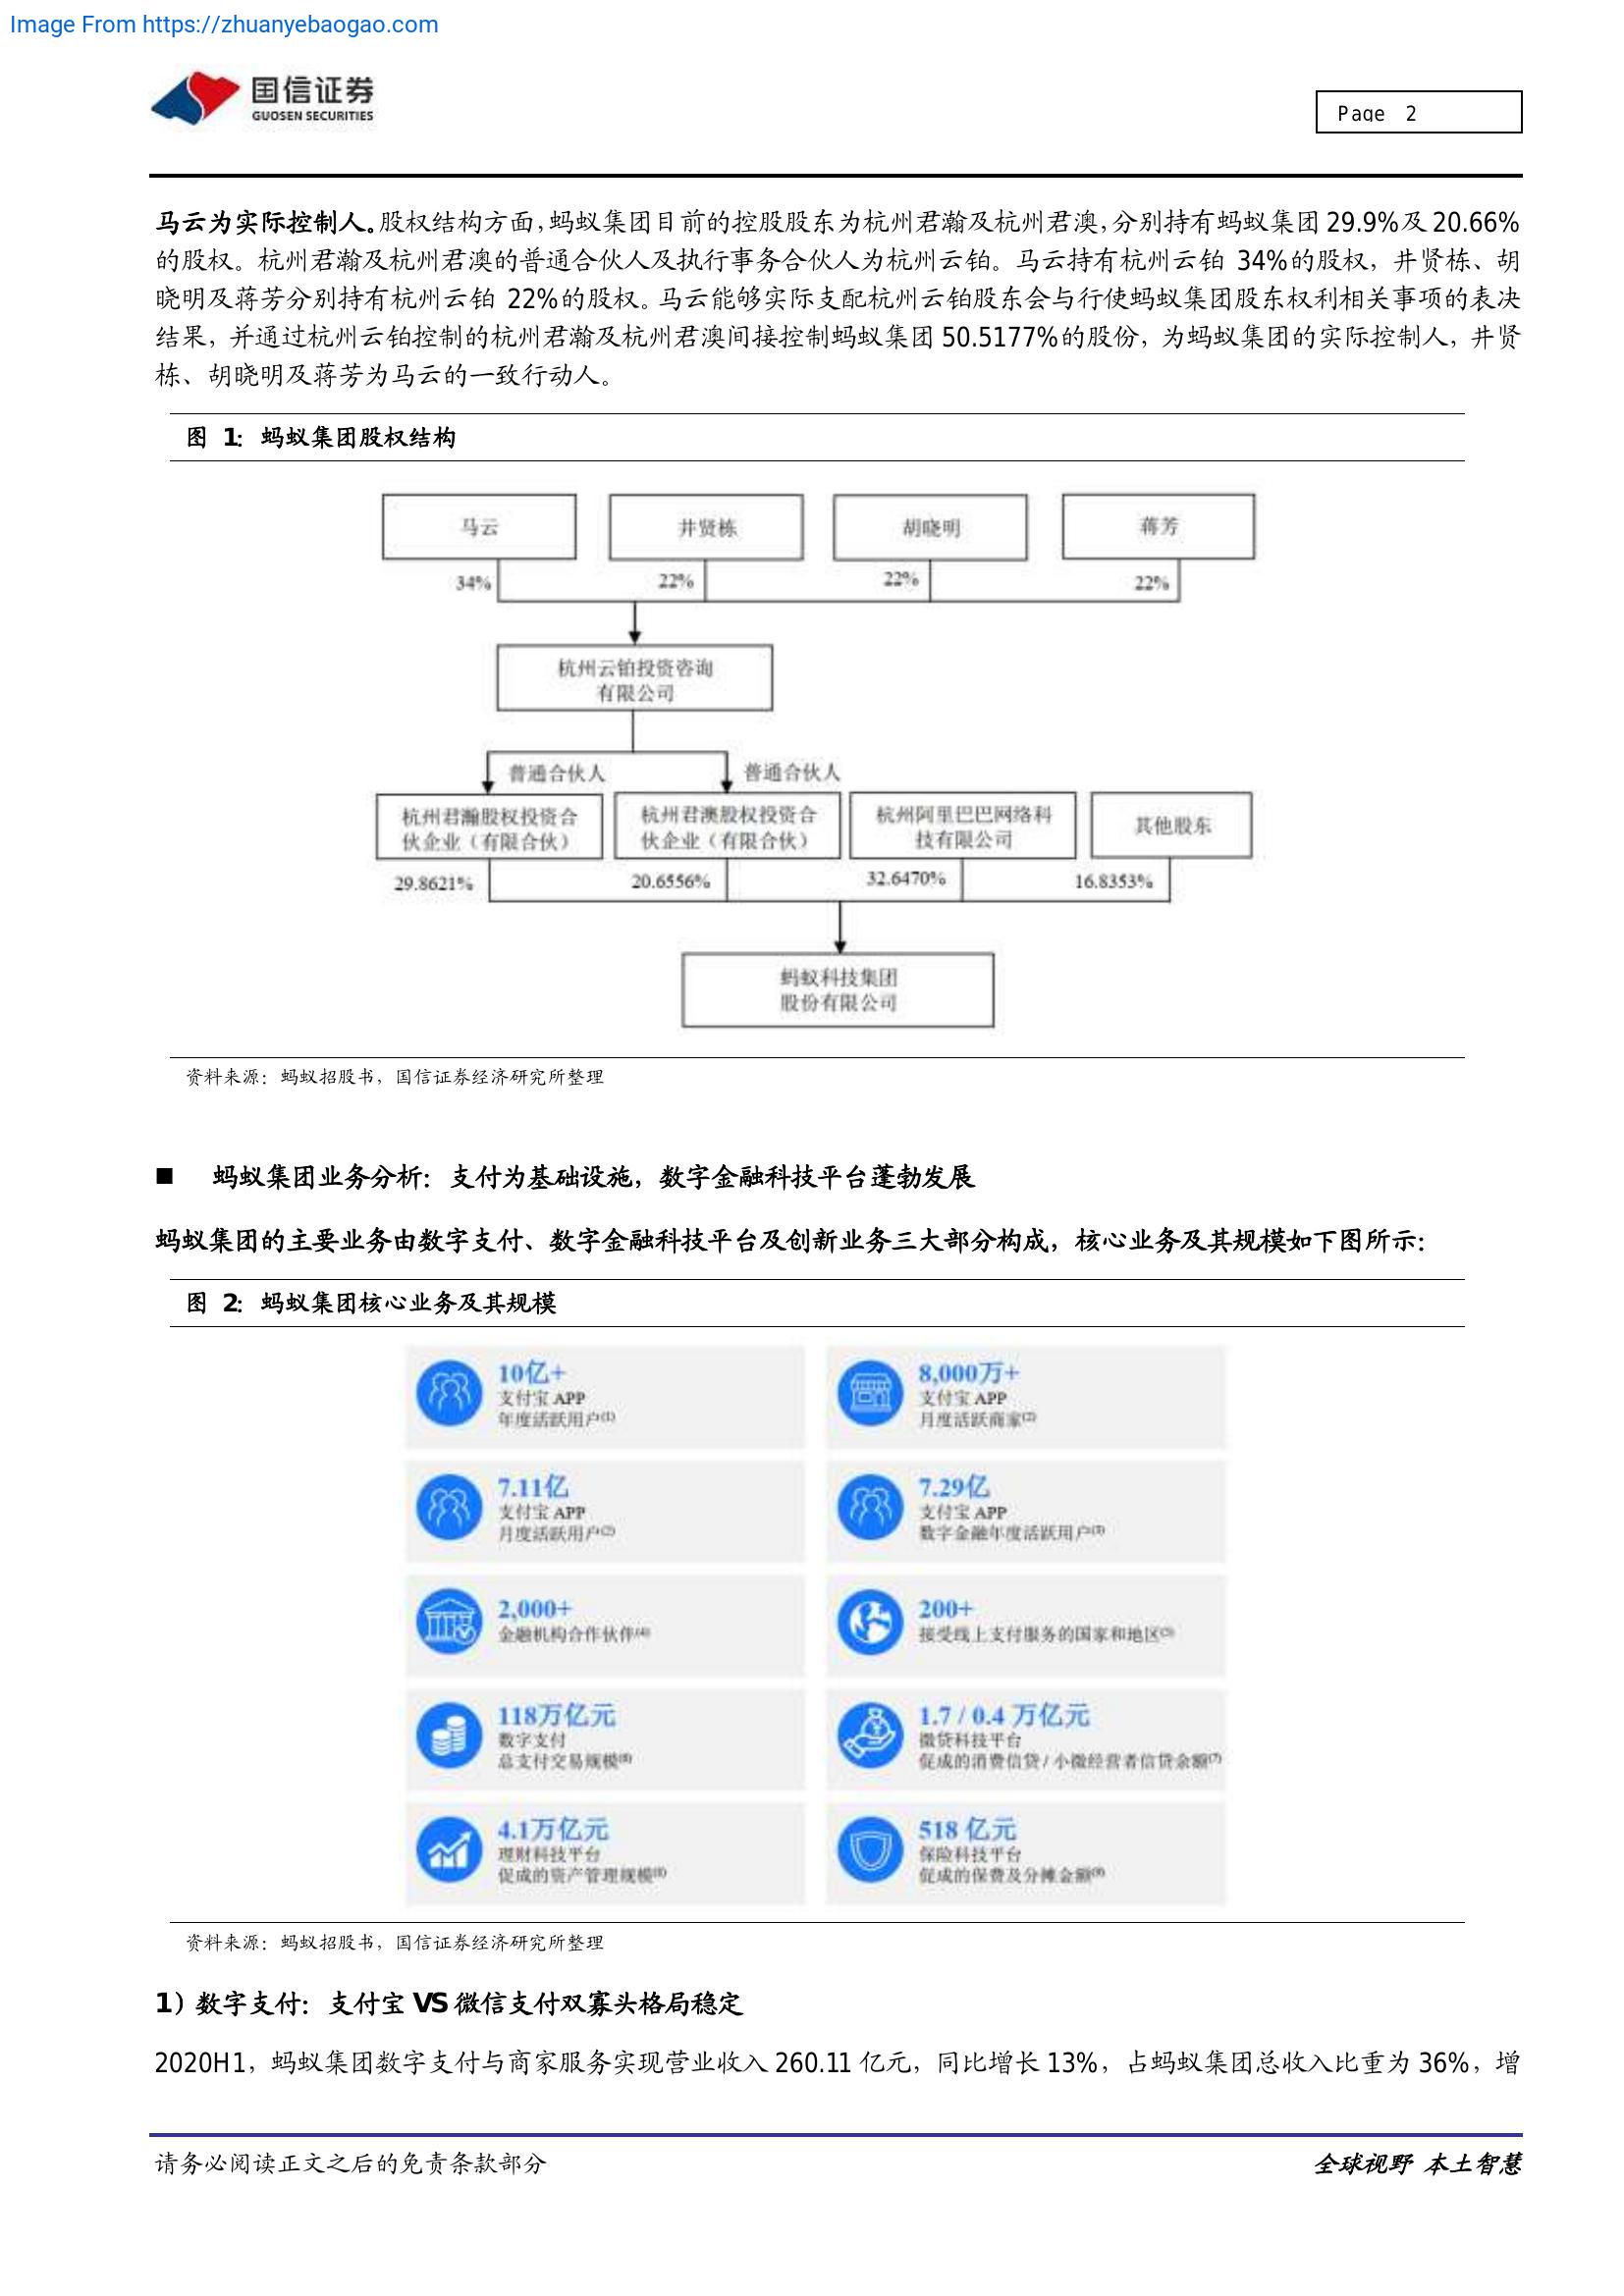 Image From https://zhuanyebaogao.com
国信证券
GUOSEN SECURITIES
Page 2
马云为实际控制人。股权结构方面，蚂蚁集团目前的控股股东为杭州君瀚及杭州君澳，分别持有蚂蚁集团 29.9%及 20.66%
的股权。杭州君瀚及杭州君澳的普通合伙人及执行事务合伙人为杭州云铂。马云持有杭州云铂 34%的股权，井贤栋、胡
晓明及蒋芳分别持有杭州云铂 22%的股权。马云能够实际支配杭州云铂股东会与行使蚂蚁集团股东权利相关事项的表决
结果，并通过杭州云铂控制的杭州君瀚及杭州君澳间接控制蚂蚁集团 50.5177%的股份，为蚂蚁集团的实际控制人，井贤
栋、胡晓明及蒋芳为马云的一致行动人。
图 1：蚂蚁集团股权结构
马云 井贤栋 胡晓明 蒋芳
34% 22% 22% 22%
杭州云铂投资咨询
有限公司
普通合伙人 普通合伙人
杭州君瀚股权投资合
伙企业（有限合伙）
杭州君澳股权投资合
伙企业（有限合伙）
杭州阿里巴巴网络科
技有限公司
其他股东
29.8621% 20.6556% 32.6470% 16.8353%
蚂蚁科技集团
股份有限公司
资料来源：蚂蚁招股书，国信证券经济研究所整理
■ 蚂蚁集团业务分析：支付为基础设施，数字金融科技平台蓬勃发展
蚂蚁集团的主要业务由数字支付、数字金融科技平台及创新业务三大部分构成，核心业务及其规模如下图所示：
图 2：蚂蚁集团核心业务及其规模
10亿+
支付宝 APP
年度活跃用户(1)
8,000万+
支付宝 APP
月度活跃商家(2)
7.11亿
支付宝 APP
月度活跃用户(2)
7.29亿
支付宝 APP
数字金融年度活跃用户(3)
2,000+
金融机构合作伙伴(4)
200+
接受线上支付服务的国家和地区(5)
118万亿元
数字支付
总支付交易规模(6)
1.7 / 0.4 万亿元
微贷科技平台
促成的消费信贷 / 小微经营者信贷余额(7)
4.1万亿元
理财科技平台
促成的资产管理规模(8)
518 亿元
保险科技平台
促成的保费及分摊金额(9)
资料来源：蚂蚁招股书，国信证券经济研究所整理
1）数字支付：支付宝 VS 微信支付双寡头格局稳定
2020H1，蚂蚁集团数字支付与商家服务实现营业收入 260.11 亿元，同比增长 13%，占蚂蚁集团总收入比重为 36%，增
请务必阅读正文之后的免责条款部分
全球视野 本土智慧